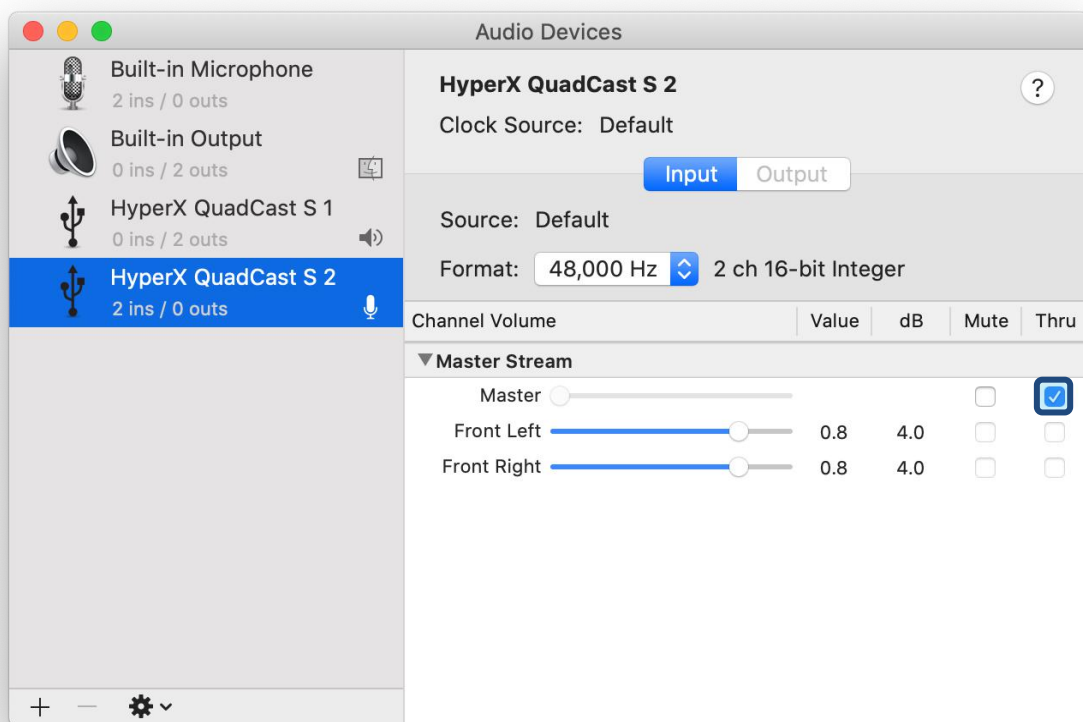 Audio Devices
Built-in Microphone
2 ins / 0 outs
Built-in Output
0 ins / 2 outs
HyperX QuadCast S 1
0 ins / 2 outs
HyperX QuadCast S 2
2 ins / 0 outs
HyperX QuadCast S 2
?
Clock Source: Default
Input Output
Source: Default
Format: 48,000 Hz 2 ch 16-bit Integer
Channel Volume Value dB Mute Thru
Master Stream
Master
Front Left 0.8 4.0
Front Right 0.8 4.0